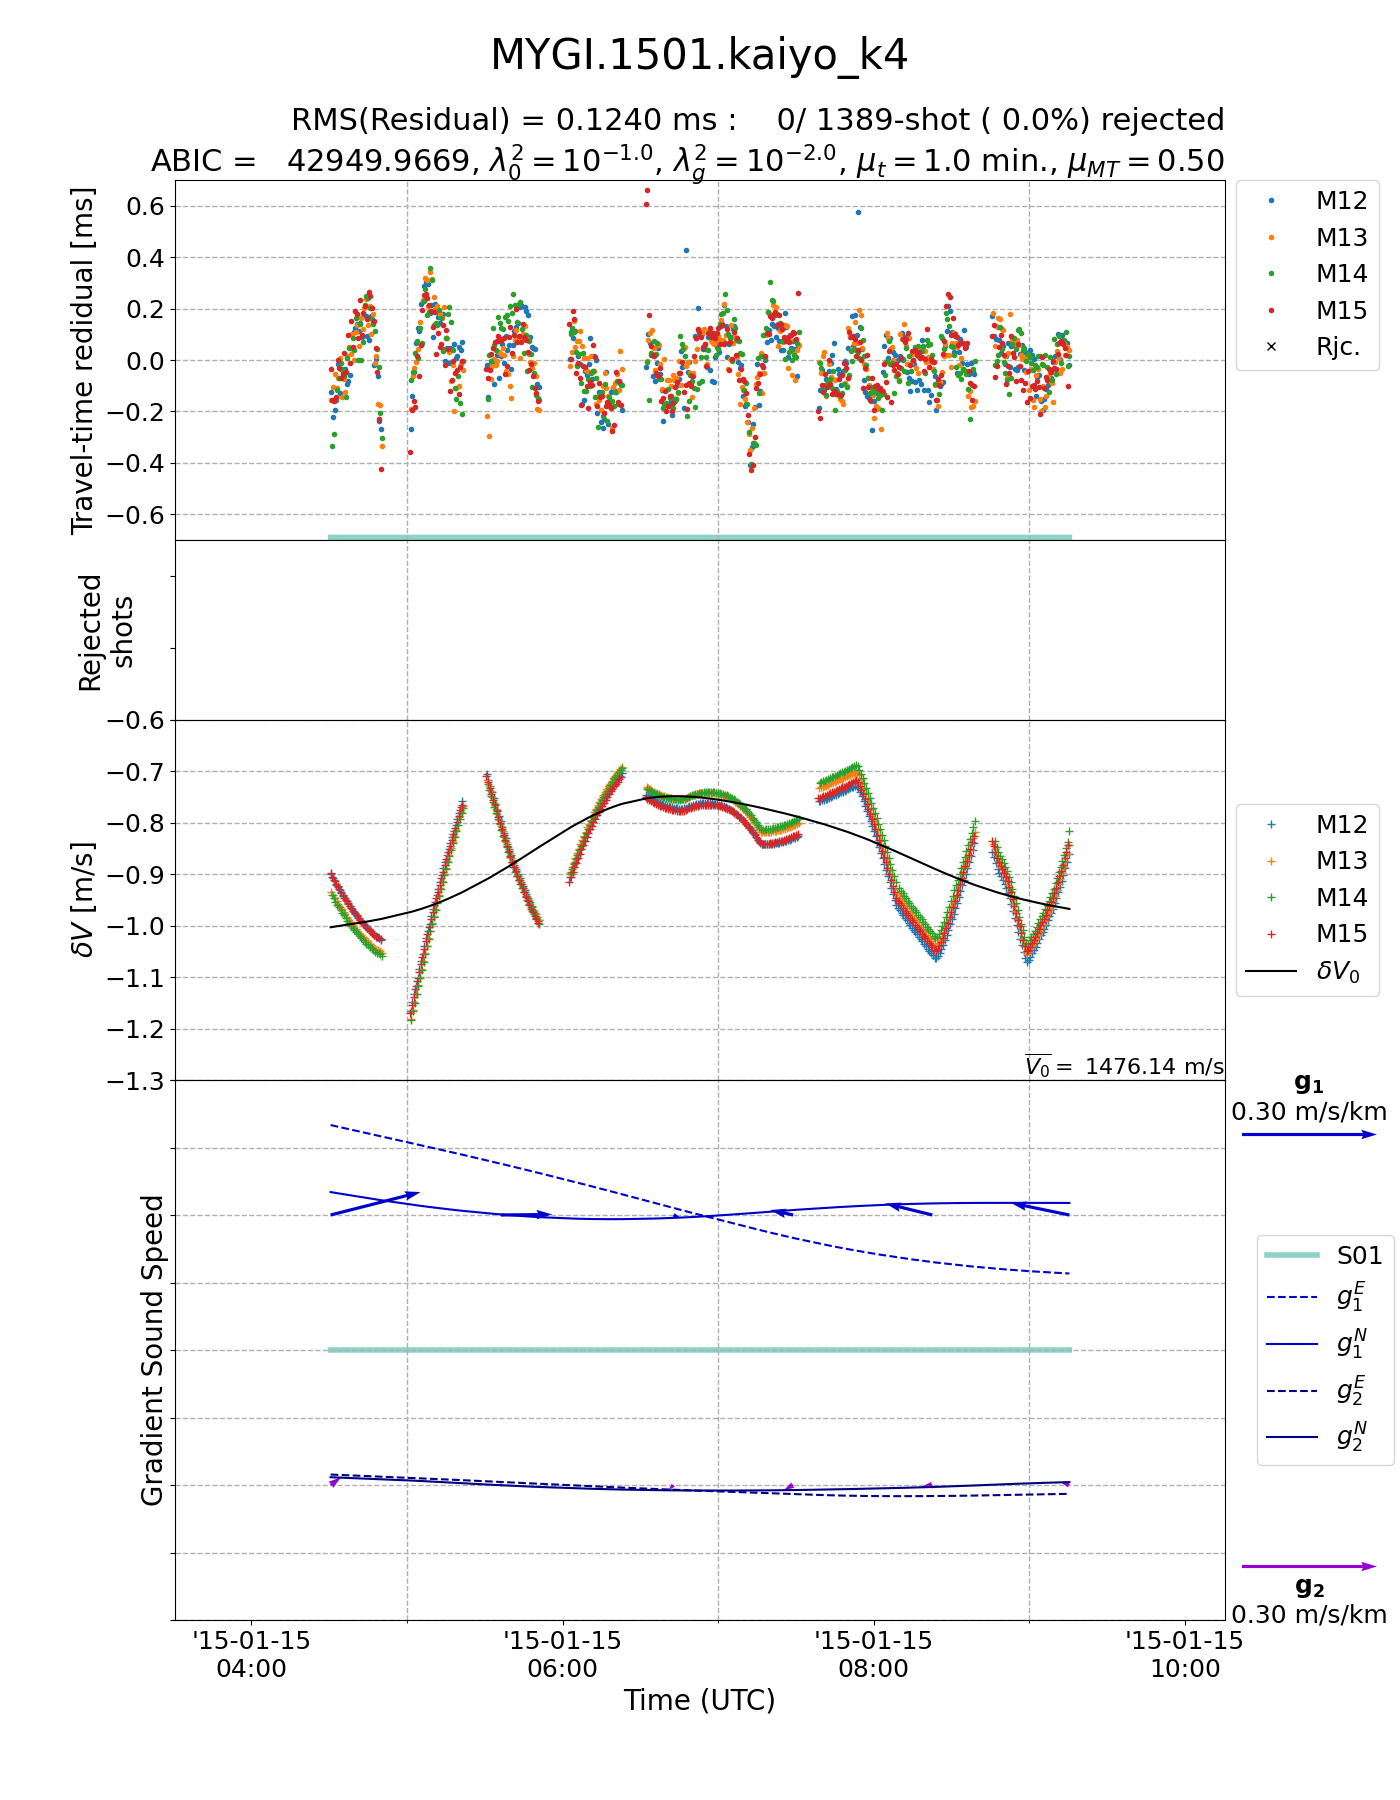 MYGI.1501.kaiyo_k4
RMS(Residual) = 0.1240 ms :    0/ 1389-shot ( 0.0%) rejected
ABIC =   42949.9669, λ₀² = 10⁻¹·⁰, λ_g² = 10⁻²·⁰, μ_t = 1.0 min., μ_MT = 0.50
Travel-time redidual [ms]
0.6
0.4
0.2
0.0
−0.2
−0.4
−0.6
M12
M13
M14
M15
Rjc.
Rejected
shots
δV [m/s]
−0.6
−0.7
−0.8
−0.9
−1.0
−1.1
−1.2
−1.3
V̅₀ = 1476.14 m/s
M12
M13
M14
M15
δV₀
g₁
0.30 m/s/km
Gradient Sound Speed
S01
g₁ᴱ
g₁ᴺ
g₂ᴱ
g₂ᴺ
g₂
0.30 m/s/km
'15-01-15
04:00
'15-01-15
06:00
'15-01-15
08:00
'15-01-15
10:00
Time (UTC)